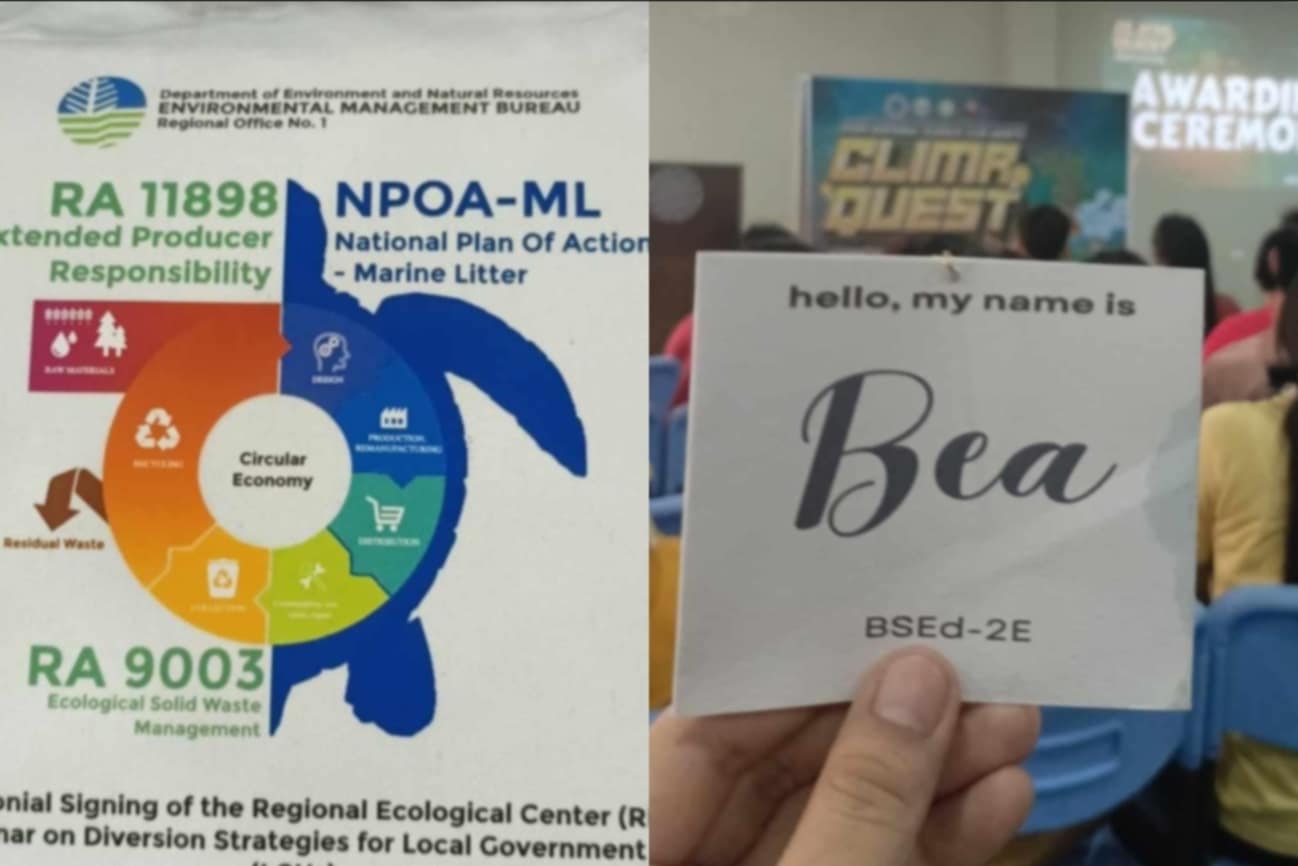 Department of Environment and Natural Resources
ENVIRONMENTAL MANAGEMENT BUREAU
Regional Office No. 1
RA 11898
xtended Producer
Responsibility
NPOA-ML
National Plan Of Action
- Marine Litter
RAW MATERIALS
DESIGN
PRODUCTION,
REMANUFACTURING
RECYCLING
Circular
Economy
DISTRIBUTION
Residual Waste
COLLECTION
RA 9003
Ecological Solid Waste
Management
onial Signing of the Regional Ecological Center (R
nar on Diversion Strategies for Local Government
CLIMA
QUEST
AWARDI
CEREMO
hello, my name is
Bea
BSEd-2E